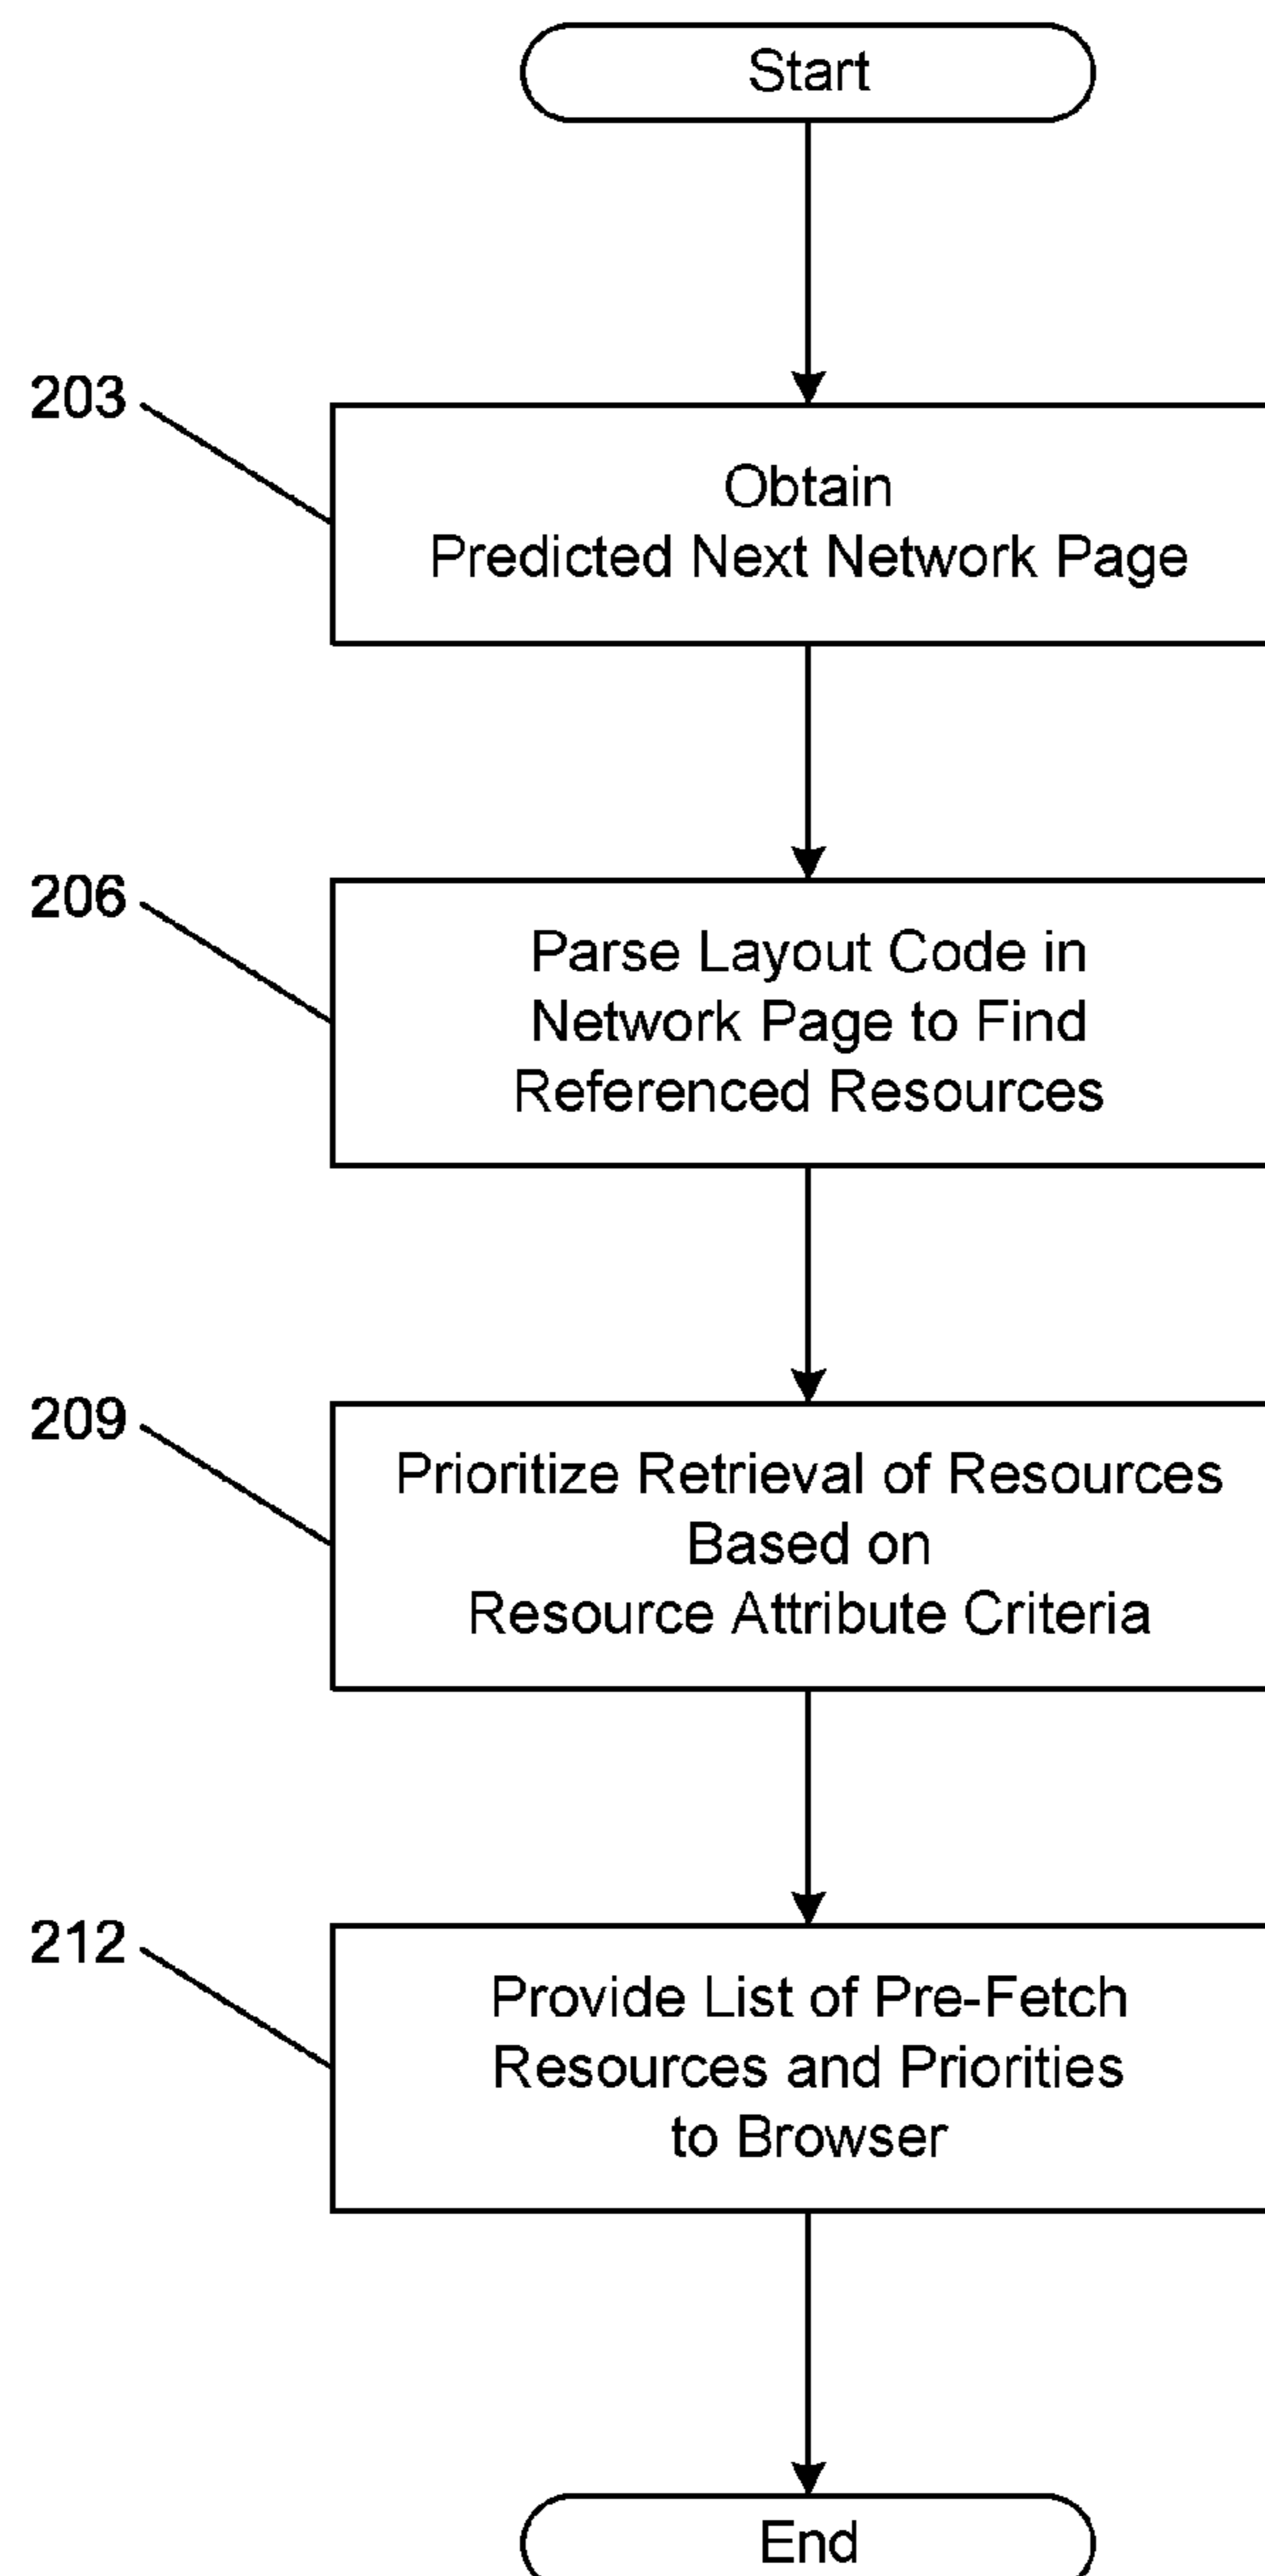 Start
203
Obtain
Predicted Next Network Page
206
Parse Layout Code in
Network Page to Find
Referenced Resources
209
Prioritize Retrieval of Resources
Based on
Resource Attribute Criteria
212
Provide List of Pre-Fetch
Resources and Priorities
to Browser
End